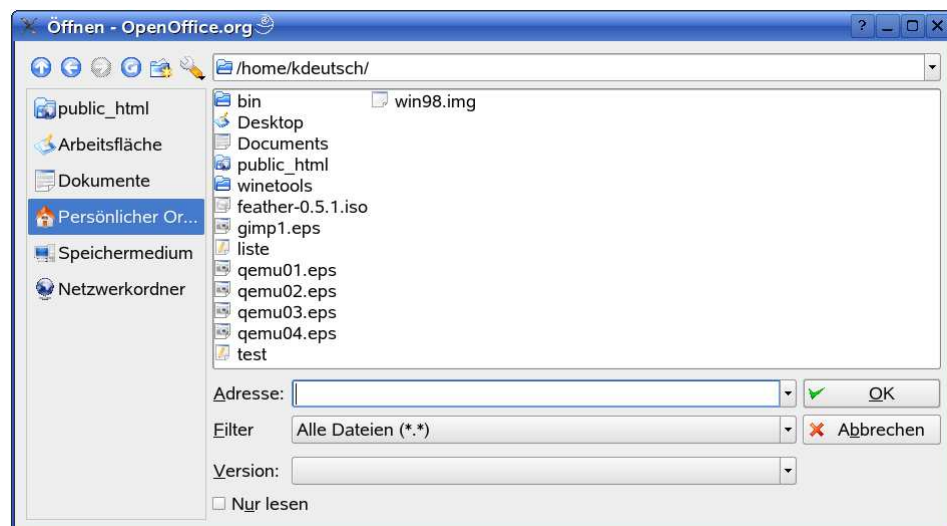 Öffnen - OpenOffice.org
/home/kdeutsch/
public_html
Arbeitsfläche
Dokumente
Persönlicher Or...
Speichermedium
Netzwerkordner
bin
Desktop
Documents
public_html
winetools
feather-0.5.1.iso
gimp1.eps
liste
qemu01.eps
qemu02.eps
qemu03.eps
qemu04.eps
test
win98.img
Adresse:
OK
Filter
Alle Dateien (*.*)
Abbrechen
Version:
Nur lesen